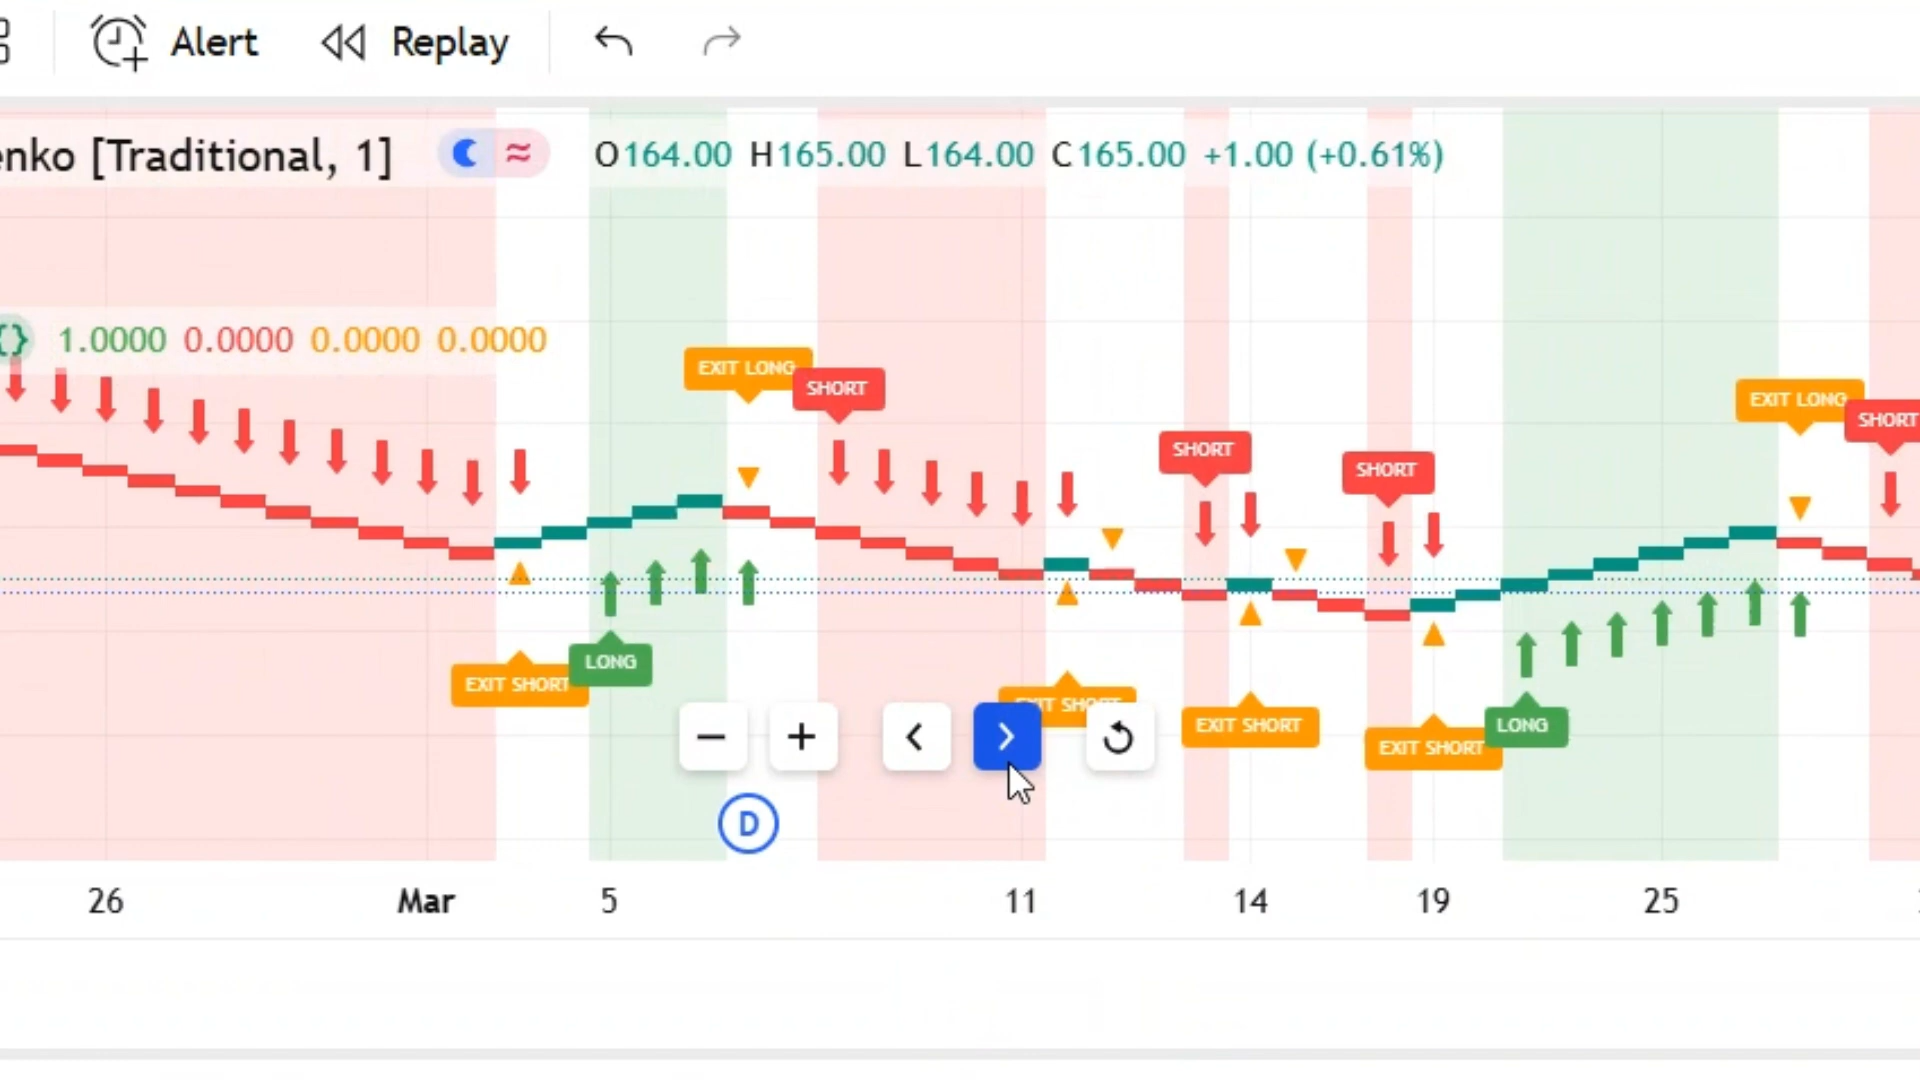 Alert Replay
enko [Traditional, 1] O164.00 H165.00 L164.00 C165.00 +1.00 (+0.61%)
{} 1.0000 0.0000 0.0000 0.0000
EXIT LONG
SHORT
EXIT LONG
SHORT
SHORT
SHORT
EXIT SHORT
LONG
EXIT SHORT
EXIT SHORT
EXIT SHORT
LONG
D
26 Mar 5 11 14 19 25